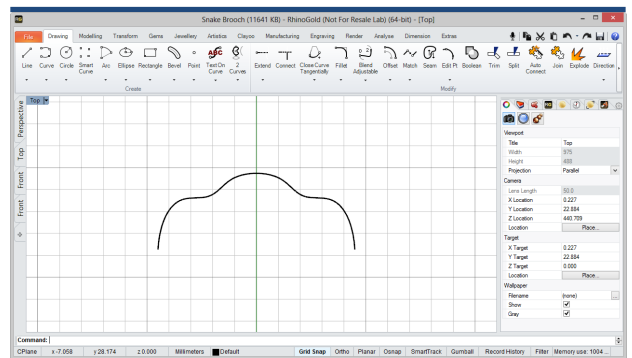 Snake Brooch (11641 KB) - RhinoGold (Not For Resale Lab) (64-bit) - [Top]
File Drawing Modelling Transform Gems Jewellery Artistics Clayoo Manufacturing Engraving Render Analyse Dimension Extras
Line Curve Circle Smart Curve Arc Ellipse Rectangle Bevel Point Text On Curve 2 Curves Extend Connect Close Curve Tangentially Fillet Blend Adjustable Offset Match Seam Edit Pt Boolean Trim Split Auto Connect Join Explode Direction
Create Modify
Top
Perspective
Top
Front
Front
Viewport
Title Top
Width 975
Height 488
Projection Parallel
Camera
Lens Length 50.0
X Location 0.227
Y Location 22.884
Z Location 440.709
Location Place...
Target
X Target 0.227
Y Target 22.884
Z Target 0.000
Location Place...
Wallpaper
Filename (none) ...
Show
Gray
Command:
CPlane x -7.058 y 28.174 z 0.000 Millimeters Default Grid Snap Ortho Planar Osnap SmartTrack Gumball Record History Filter Memory use: 1004 ...